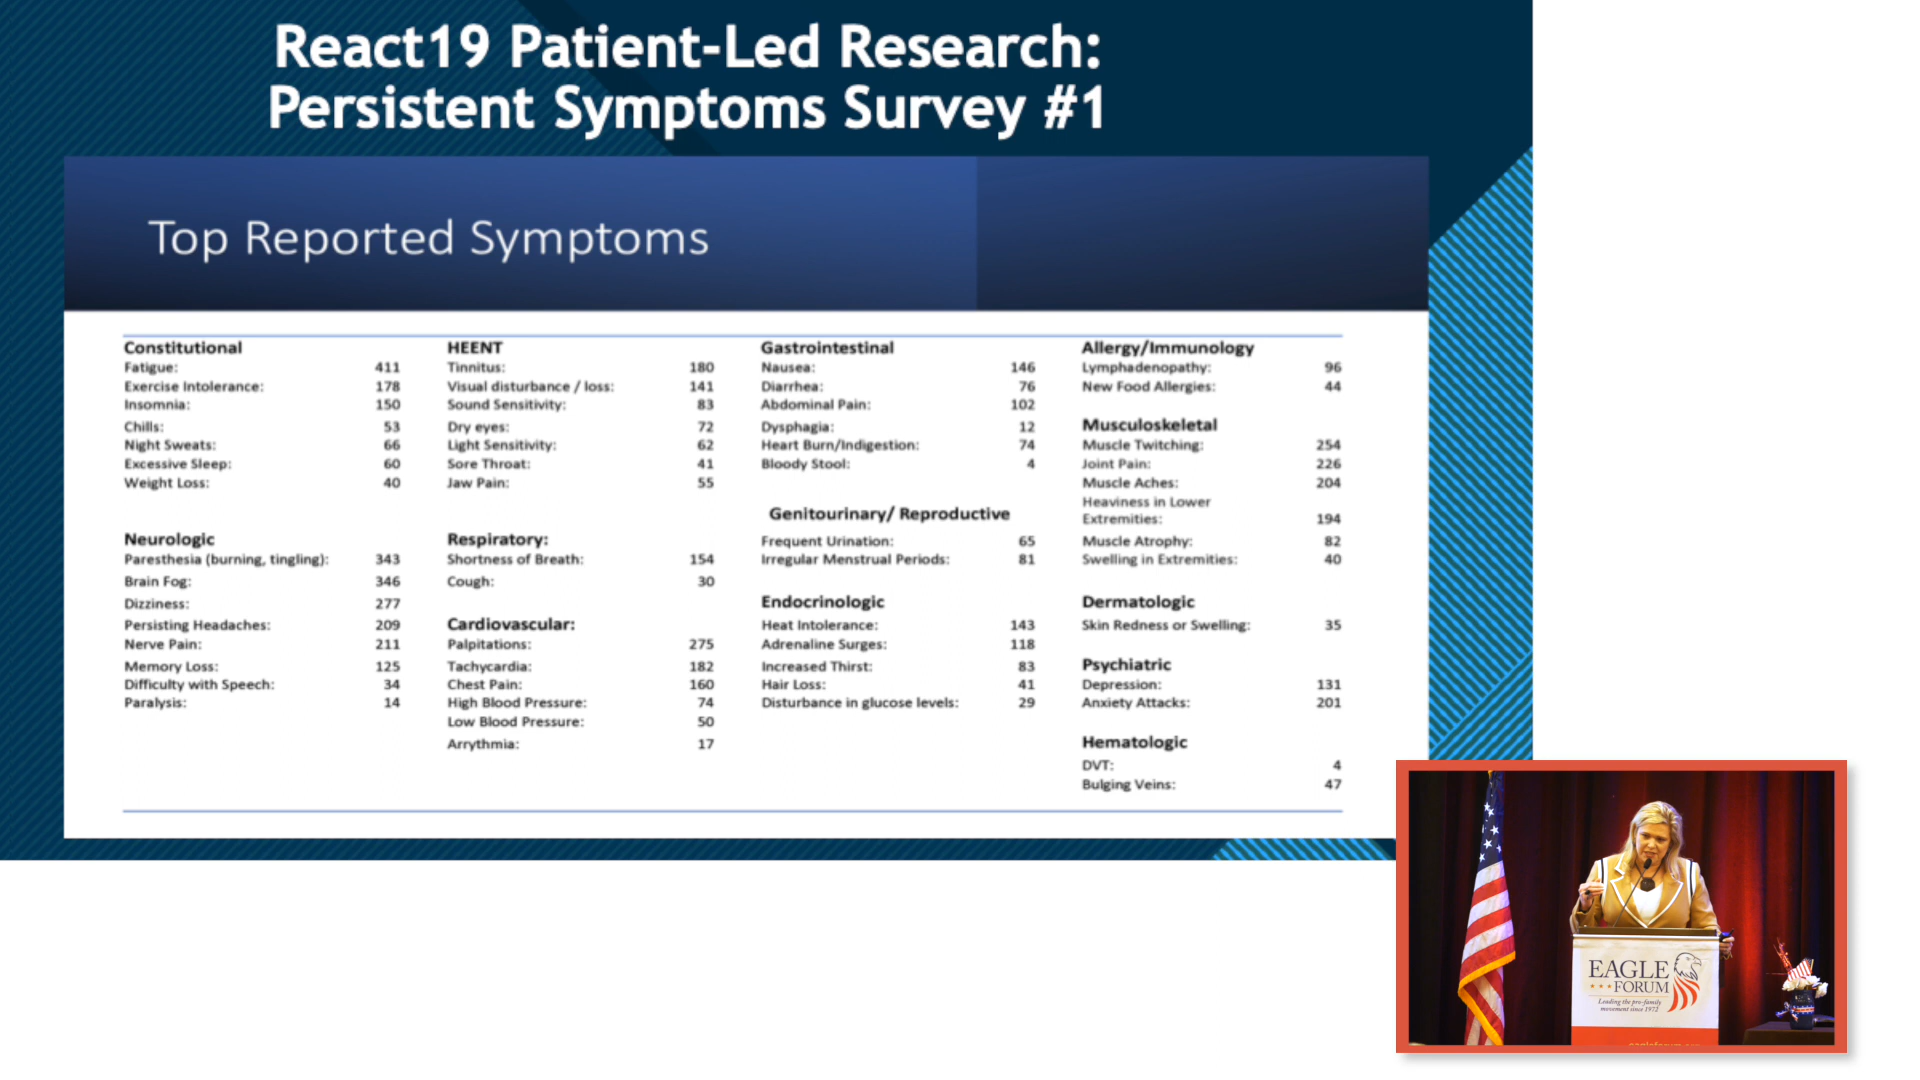 React19 Patient-Led Research:
Persistent Symptoms Survey #1
Top Reported Symptoms
Constitutional
Fatigue: 411
Exercise Intolerance: 178
Insomnia: 150
Chills: 53
Night Sweats: 66
Excessive Sleep: 60
Weight Loss: 40
Neurologic
Paresthesia (burning, tingling): 343
Brain Fog: 346
Dizziness: 277
Persisting Headaches: 209
Nerve Pain: 211
Memory Loss: 125
Difficulty with Speech: 34
Paralysis: 14
HEENT
Tinnitus: 180
Visual disturbance / loss: 141
Sound Sensitivity: 83
Dry eyes: 72
Light Sensitivity: 62
Sore Throat: 41
Jaw Pain: 55
Respiratory:
Shortness of Breath: 154
Cough: 30
Cardiovascular:
Palpitations: 275
Tachycardia: 182
Chest Pain: 160
High Blood Pressure: 74
Low Blood Pressure: 50
Arrythmia: 17
Gastrointestinal
Nausea: 146
Diarrhea: 76
Abdominal Pain: 102
Dysphagia: 12
Heart Burn/Indigestion: 74
Bloody Stool: 4
Genitourinary/ Reproductive
Frequent Urination: 65
Irregular Menstrual Periods: 81
Endocrinologic
Heat Intolerance: 143
Adrenaline Surges: 118
Increased Thirst: 83
Hair Loss: 41
Disturbance in glucose levels: 29
Allergy/Immunology
Lymphadenopathy: 96
New Food Allergies: 44
Musculoskeletal
Muscle Twitching: 254
Joint Pain: 226
Muscle Aches: 204
Heaviness in Lower
Extremities: 194
Muscle Atrophy: 82
Swelling in Extremities: 40
Dermatologic
Skin Redness or Swelling: 35
Psychiatric
Depression: 131
Anxiety Attacks: 201
Hematologic
DVT: 4
Bulging Veins: 47
EAGLE
FORUM
Leading the pro-family
movement since 1972